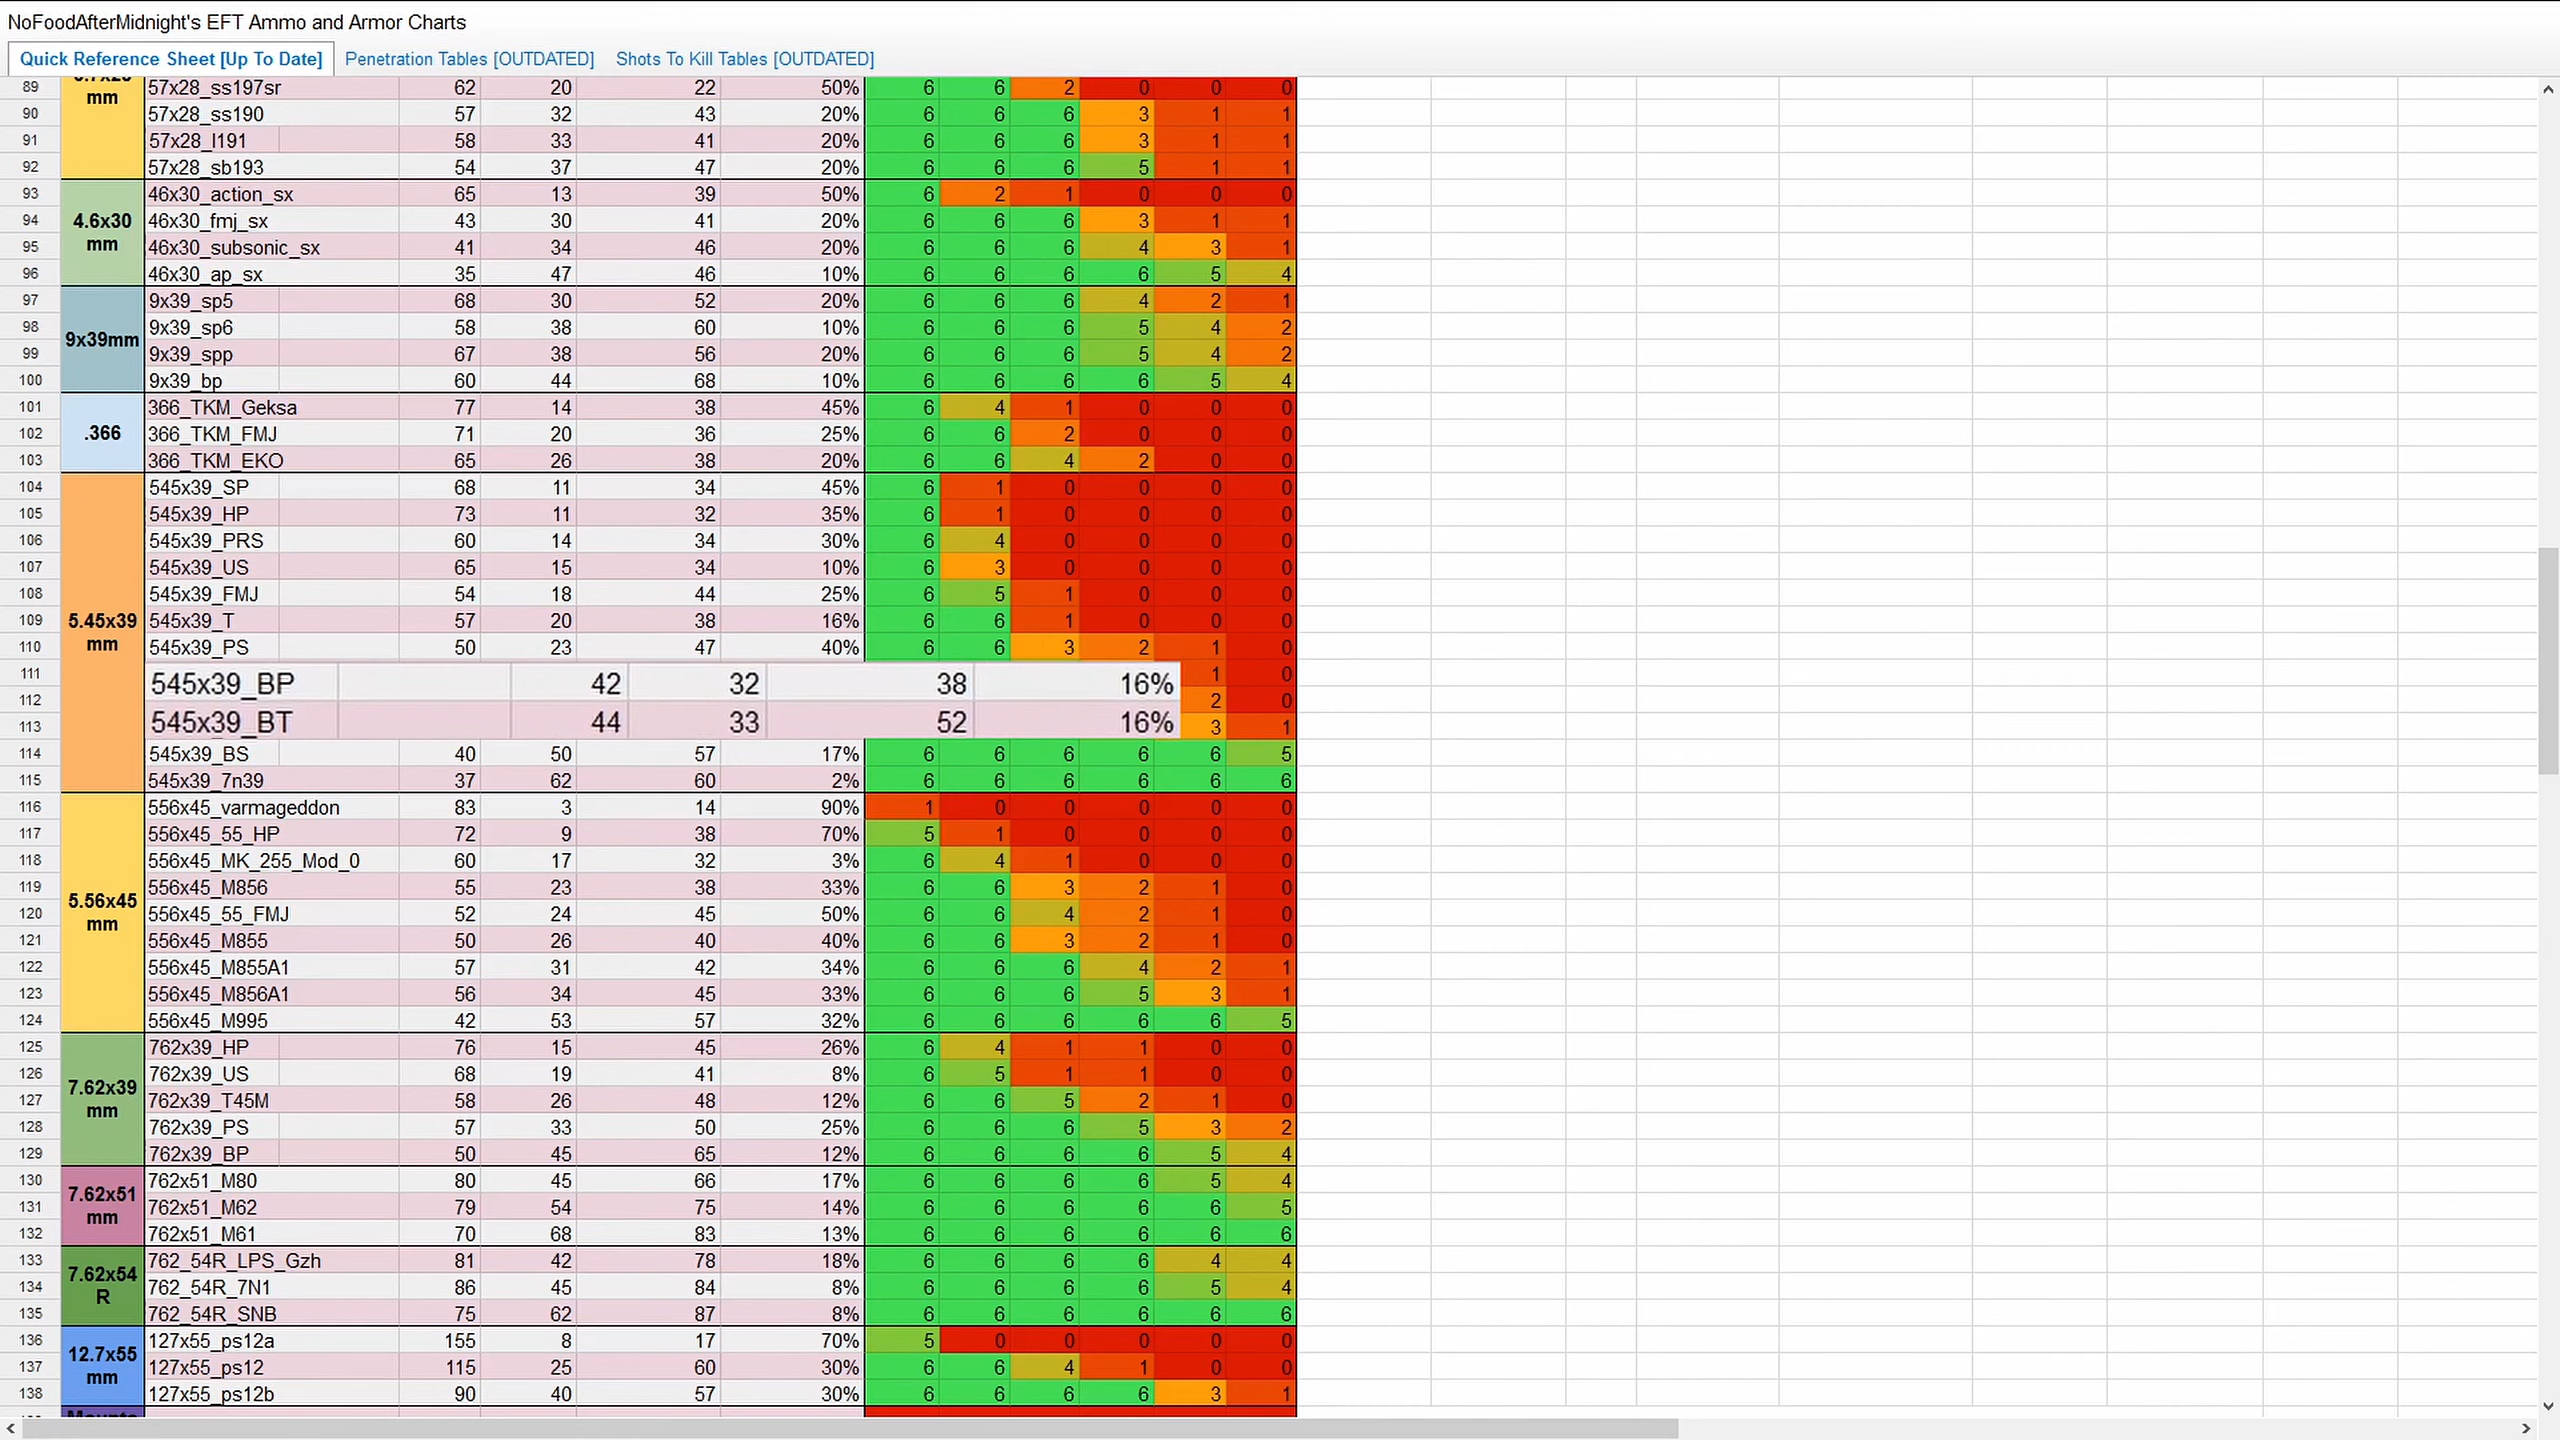 NoFoodAfterMidnight's EFT Ammo and Armor Charts
Quick Reference Sheet [Up To Date] Penetration Tables [OUTDATED] Shots To Kill Tables [OUTDATED]
89 mm 57x28_ss197sr 62 20 22 50% 6 6 2 0 0 0
90 57x28_ss190 57 32 43 20% 6 6 6 3 1 1
91 57x28_l191 58 33 41 20% 6 6 6 3 1 1
92 57x28_sb193 54 37 47 20% 6 6 6 5 1 1
93 46x30_action_sx 65 13 39 50% 6 2 1 0 0 0
94 4.6x30 46x30_fmj_sx 43 30 41 20% 6 6 6 3 1 1
95 mm 46x30_subsonic_sx 41 34 46 20% 6 6 6 4 3 1
96 46x30_ap_sx 35 47 46 10% 6 6 6 6 5 4
97 9x39_sp5 68 30 52 20% 6 6 6 4 2 1
98 9x39mm 9x39_sp6 58 38 60 10% 6 6 6 5 4 2
99 9x39_spp 67 38 56 20% 6 6 6 5 4 2
100 9x39_bp 60 44 68 10% 6 6 6 6 5 4
101 366_TKM_Geksa 77 14 38 45% 6 4 1 0 0 0
102 .366 366_TKM_FMJ 71 20 36 25% 6 6 2 0 0 0
103 366_TKM_EKO 65 26 38 20% 6 6 4 2 0 0
104 545x39_SP 68 11 34 45% 6 1 0 0 0 0
105 545x39_HP 73 11 32 35% 6 1 0 0 0 0
106 545x39_PRS 60 14 34 30% 6 4 0 0 0 0
107 545x39_US 65 15 34 10% 6 3 0 0 0 0
108 545x39_FMJ 54 18 44 25% 6 5 1 0 0 0
109 5.45x39 545x39_T 57 20 38 16% 6 6 1 0 0 0
110 mm 545x39_PS 50 23 47 40% 6 6 3 2 1 0
111 545x39_BP 42 32 38 16% 1 0
112 2 0
113 545x39_BT 44 33 52 16% 3 1
114 545x39_BS 40 50 57 17% 6 6 6 6 6 5
115 545x39_7n39 37 62 60 2% 6 6 6 6 6 6
116 556x45_varmageddon 83 3 14 90% 1 0 0 0 0 0
117 556x45_55_HP 72 9 38 70% 5 1 0 0 0 0
118 556x45_MK_255_Mod_0 60 17 32 3% 6 4 1 0 0 0
119 556x45_M856 55 23 38 33% 6 6 3 2 1 0
120 5.56x45 mm 556x45_55_FMJ 52 24 45 50% 6 6 4 2 1 0
121 556x45_M855 50 26 40 40% 6 6 3 2 1 0
122 556x45_M855A1 57 31 42 34% 6 6 6 4 2 1
123 556x45_M856A1 56 34 45 33% 6 6 6 5 3 1
124 556x45_M995 42 53 57 32% 6 6 6 6 6 5
125 762x39_HP 76 15 45 26% 6 4 1 1 0 0
126 7.62x39 762x39_US 68 19 41 8% 6 5 1 1 0 0
127 mm 762x39_T45M 58 26 48 12% 6 6 5 2 1 0
128 762x39_PS 57 33 50 25% 6 6 6 5 3 2
129 762x39_BP 50 45 65 12% 6 6 6 6 5 4
130 762x51_M80 80 45 66 17% 6 6 6 6 5 4
131 7.62x51 mm 762x51_M62 79 54 75 14% 6 6 6 6 6 5
132 762x51_M61 70 68 83 13% 6 6 6 6 6 6
133 762_54R_LPS_Gzh 81 42 78 18% 6 6 6 6 4 4
134 7.62x54 R 762_54R_7N1 86 45 84 8% 6 6 6 6 5 4
135 762_54R_SNB 75 62 87 8% 6 6 6 6 6 6
136 127x55_ps12a 155 8 17 70% 5 0 0 0 0 0
137 12.7x55 mm 127x55_ps12 115 25 60 30% 6 6 4 1 0 0
138 127x55_ps12b 90 40 57 30% 6 6 6 6 3 1